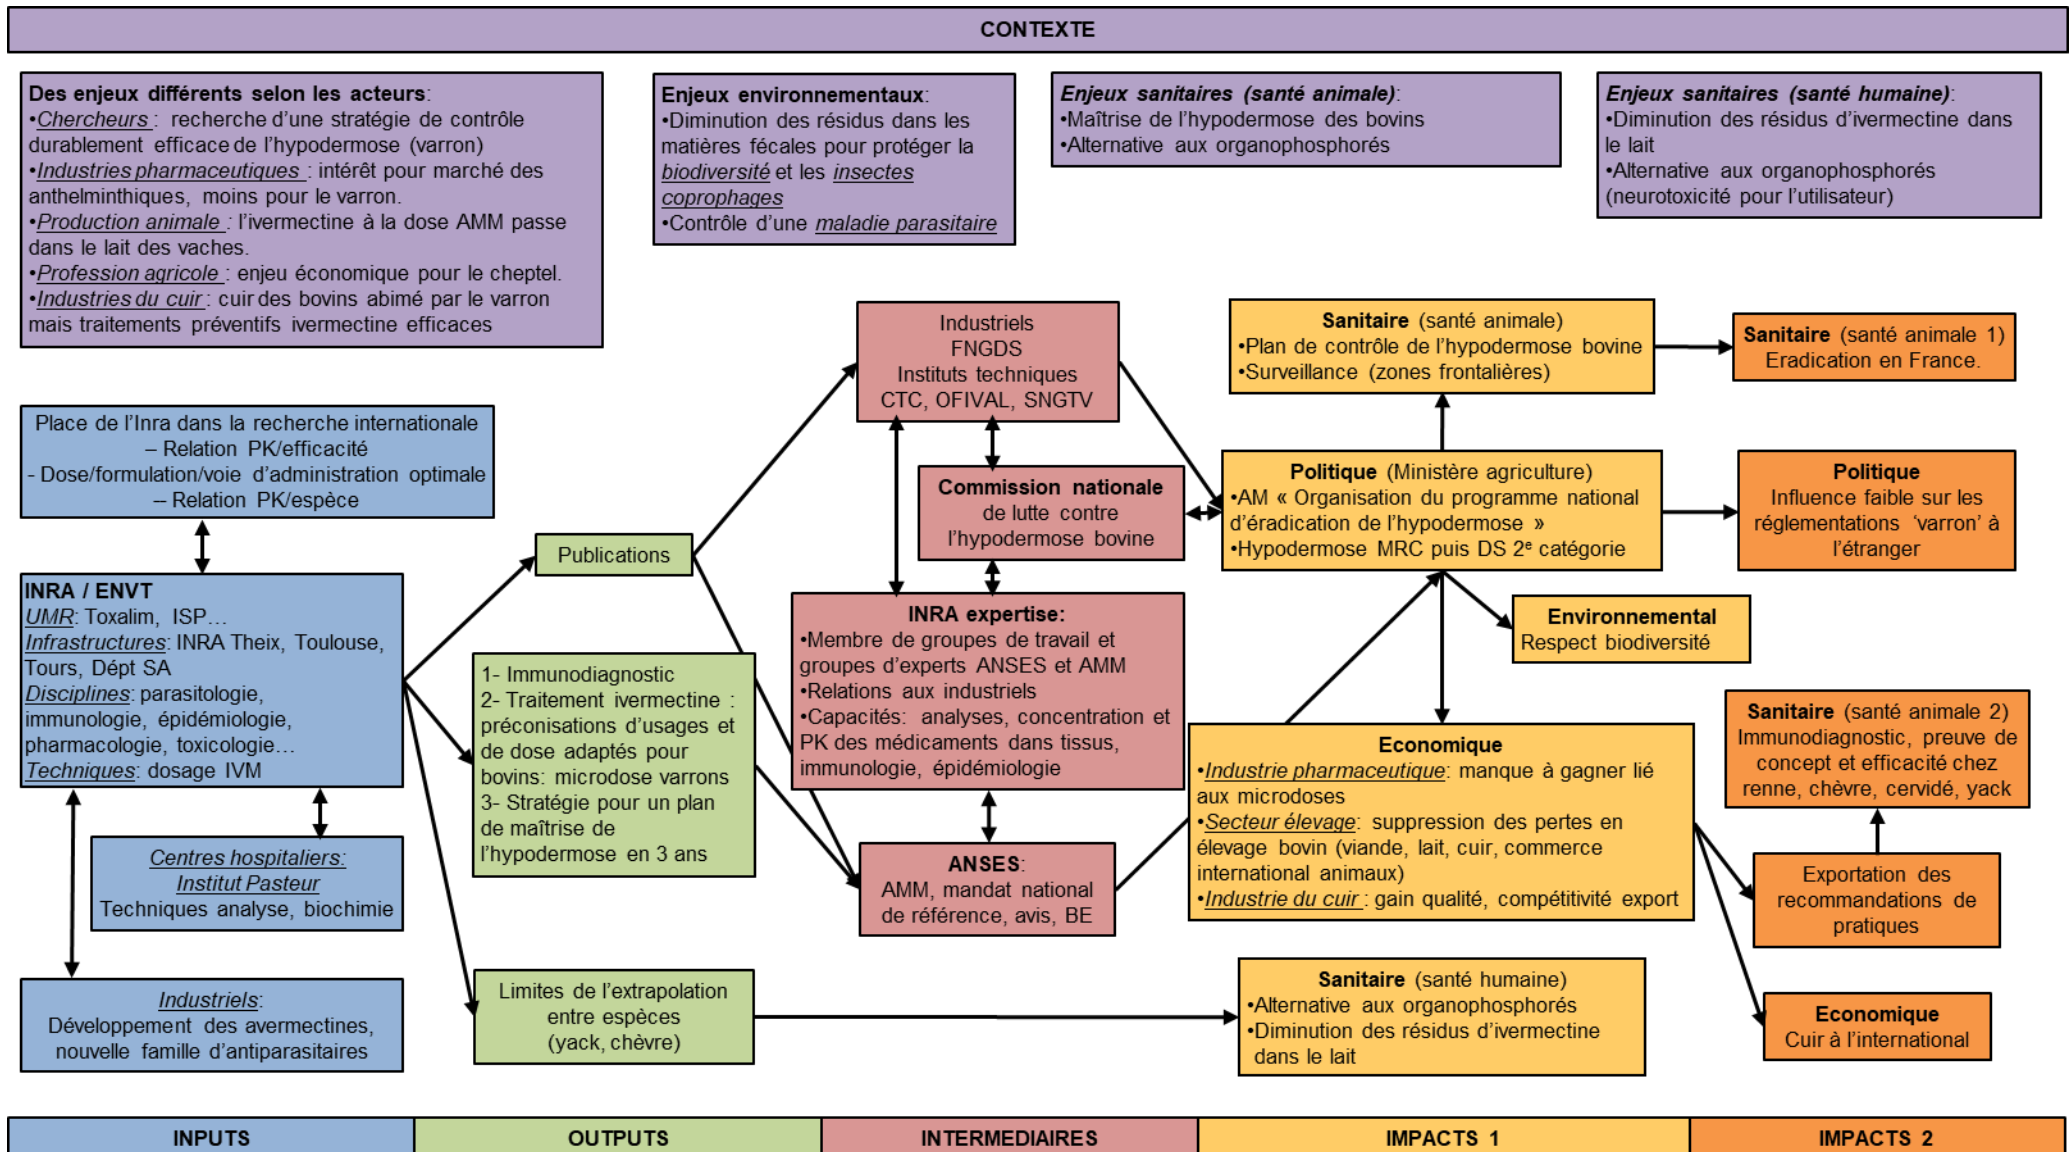 CONTEXTE
Des enjeux différents selon les acteurs:
•Chercheurs : recherche d'une stratégie de contrôle
durablement efficace de l'hypodermose (varron)
•Industries pharmaceutiques : intérêt pour marché des
anthelminthiques, moins pour le varron.
•Production animale : l'ivermectine à la dose AMM passe
dans le lait des vaches.
•Profession agricole : enjeu économique pour le cheptel.
•Industries du cuir : cuir des bovins abimé par le varron
mais traitements préventifs ivermectine efficaces
Enjeux environnementaux:
•Diminution des résidus dans les
matières fécales pour protéger la
biodiversité et les insectes
coprophages
•Contrôle d'une maladie parasitaire
Enjeux sanitaires (santé animale):
•Maîtrise de l'hypodermose des bovins
•Alternative aux organophosphorés
Enjeux sanitaires (santé humaine):
•Diminution des résidus d'ivermectine dans
le lait
•Alternative aux organophosphorés
(neurotoxicité pour l'utilisateur)
Place de l'Inra dans la recherche internationale
– Relation PK/efficacité
- Dose/formulation/voie d'administration optimale
– Relation PK/espèce
INRA / ENVT
UMR: Toxalim, ISP…
Infrastructures: INRA Theix, Toulouse,
Tours, Dépt SA
Disciplines: parasitologie,
immunologie, épidémiologie,
pharmacologie, toxicologie…
Techniques: dosage IVM
Centres hospitaliers:
Institut Pasteur
Techniques analyse, biochimie
Industriels:
Développement des avermectines,
nouvelle famille d'antiparasitaires
Publications
1- Immunodiagnostic
2- Traitement ivermectine :
préconisations d'usages et
de dose adaptés pour
bovins: microdose varrons
3- Stratégie pour un plan
de maîtrise de
l'hypodermose en 3 ans
Limites de l'extrapolation
entre espèces
(yack, chèvre)
Industriels
FNGDS
Instituts techniques
CTC, OFIVAL, SNGTV
Commission nationale
de lutte contre
l'hypodermose bovine
INRA expertise:
•Membre de groupes de travail et
groupes d'experts ANSES et AMM
•Relations aux industriels
•Capacités: analyses, concentration et
PK des médicaments dans tissus,
immunologie, épidémiologie
ANSES:
AMM, mandat national
de référence, avis, BE
Sanitaire (santé animale)
•Plan de contrôle de l'hypodermose bovine
•Surveillance (zones frontalières)
Politique (Ministère agriculture)
•AM « Organisation du programme national
d'éradication de l'hypodermose »
•Hypodermose MRC puis DS 2e catégorie
Environnemental
Respect biodiversité
Economique
•Industrie pharmaceutique: manque à gagner lié
aux microdoses
•Secteur élevage: suppression des pertes en
élevage bovin (viande, lait, cuir, commerce
international animaux)
•Industrie du cuir : gain qualité, compétitivité export
Sanitaire (santé humaine)
•Alternative aux organophosphorés
•Diminution des résidus d'ivermectine
dans le lait
Sanitaire (santé animale 1)
Eradication en France.
Politique
Influence faible sur les
réglementations 'varron' à
l'étranger
Sanitaire (santé animale 2)
Immunodiagnostic, preuve de
concept et efficacité chez
renne, chèvre, cervidé, yack
Exportation des
recommandations de
pratiques
Economique
Cuir à l'international
INPUTS
OUTPUTS
INTERMEDIAIRES
IMPACTS 1
IMPACTS 2